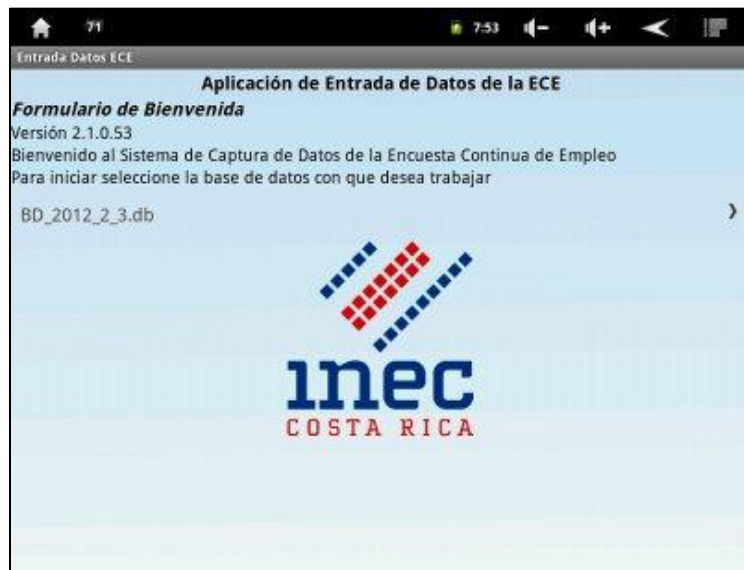 71
7:53
Entrada Datos ECE
Aplicación de Entrada de Datos de la ECE
Formulario de Bienvenida
Versión 2.1.0.53
Bienvenido al Sistema de Captura de Datos de la Encuesta Continua de Empleo
Para iniciar seleccione la base de datos con que desea trabajar
BD_2012_2_3.db
inec
COSTA RICA